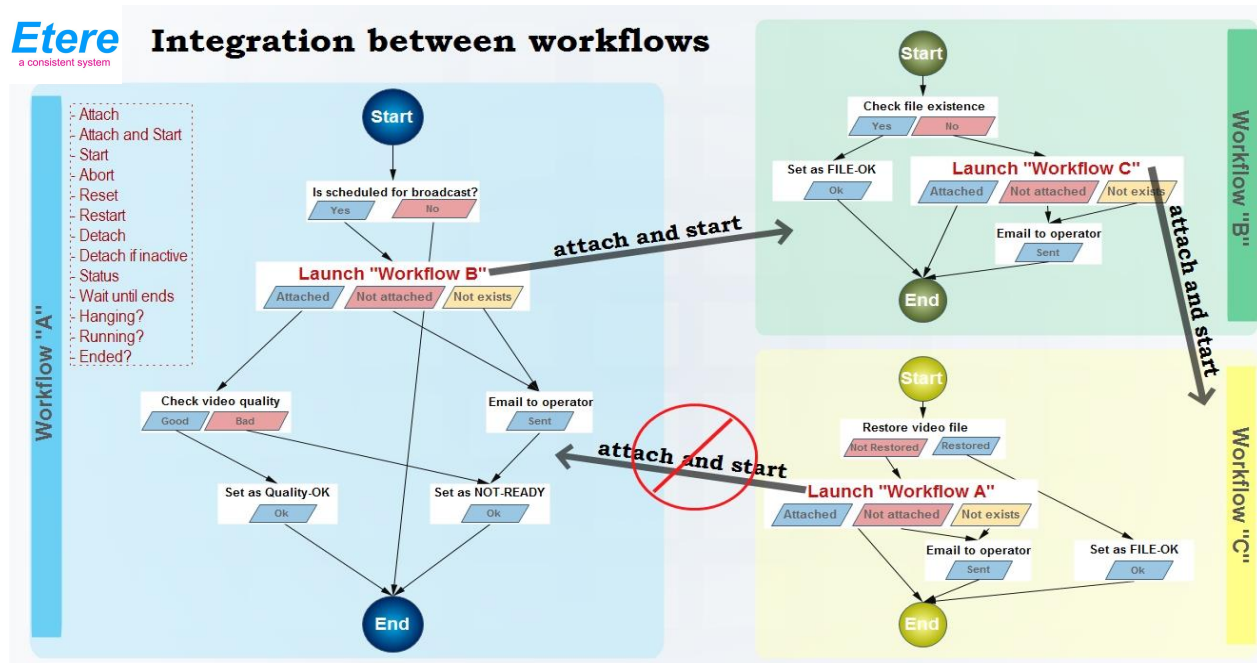 Etere
a consistent system
Integration between workflows
Workflow "A"
- Attach
- Attach and Start
- Start
- Abort
- Reset
- Restart
- Detach
- Detach if inactive
- Status
- Wait until ends
- Hanging?
- Running?
- Ended?
Start
Is scheduled for broadcast?
Yes No
Launch "Workflow B"
Attached Not attached Not exists
Check video quality
Good Bad
Email to operator
Sent
Set as Quality-OK
Ok
Set as NOT-READY
Ok
End
attach and start
Workflow "B"
Start
Check file existence
Yes No
Set as FILE-OK
Ok
Launch "Workflow C"
Attached Not attached Not exists
Email to operator
Sent
End
attach and start
Workflow "C"
Start
Restore video file
Not Restored Restored
Launch "Workflow A"
Attached Not attached Not exists
Email to operator
Sent
Set as FILE-OK
Ok
End
attach and start